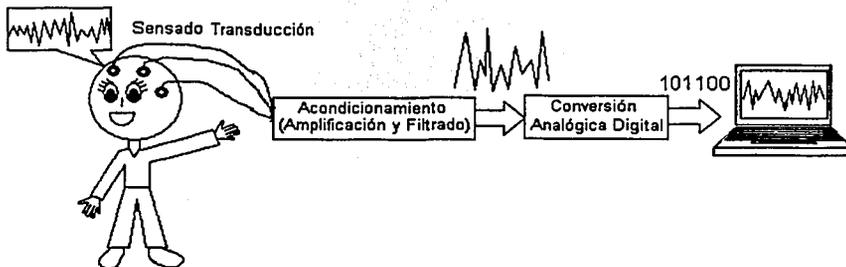 Sensado Transducción
Acondicionamiento
(Amplificación y Filtrado)
Conversión
Analógica Digital
101100